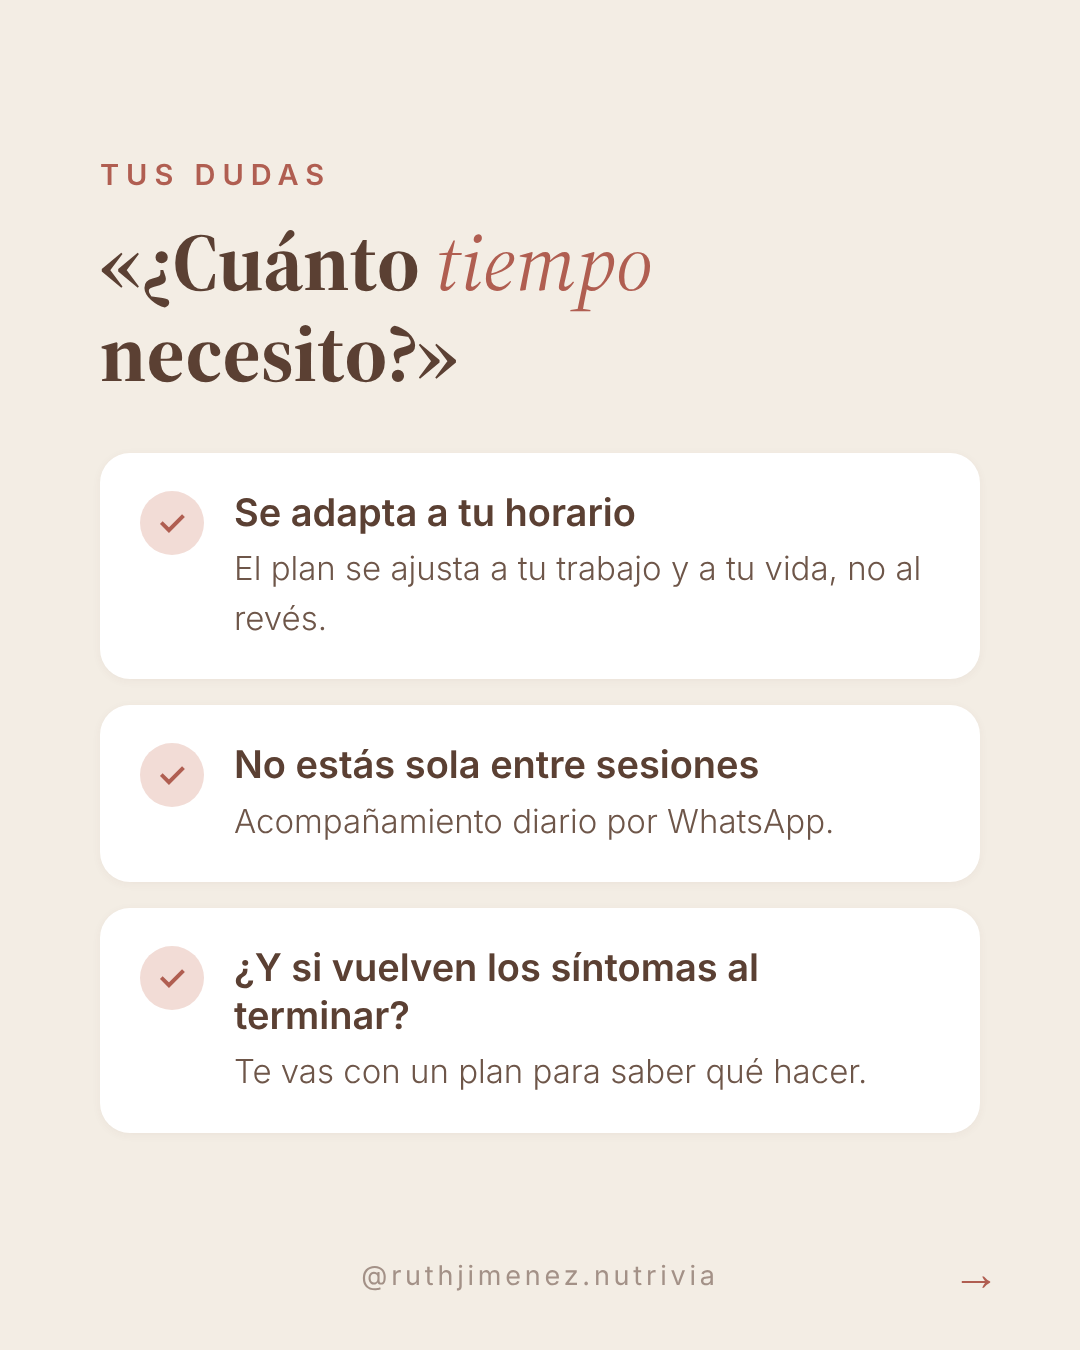 TUS DUDAS
«¿Cuánto tiempo
necesito?»
Se adapta a tu horario
El plan se ajusta a tu trabajo y a tu vida, no al
revés.
No estás sola entre sesiones
Acompañamiento diario por WhatsApp.
¿Y si vuelven los síntomas al
terminar?
Te vas con un plan para saber qué hacer.
@ruthjimenez.nutrivia →